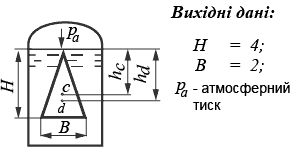 Вихідні дані:
H = 4;
B = 2;
pa - атмосферний
тиск
pa
H
hc
hd
c
d
B